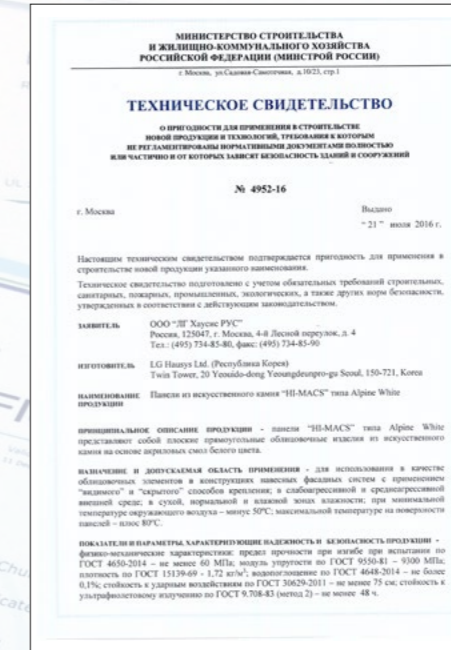 МИНИСТЕРСТВО СТРОИТЕЛЬСТВА
И ЖИЛИЩНО-КОММУНАЛЬНОГО ХОЗЯЙСТВА
РОССИЙСКОЙ ФЕДЕРАЦИИ (МИНСТРОЙ РОССИИ)
г. Москва, ул.Садовая-Самотечная, д.10/23, стр.1
ТЕХНИЧЕСКОЕ СВИДЕТЕЛЬСТВО
О ПРИГОДНОСТИ ДЛЯ ПРИМЕНЕНИЯ В СТРОИТЕЛЬСТВЕ
НОВОЙ ПРОДУКЦИИ И ТЕХНОЛОГИЙ, ТРЕБОВАНИЯ К КОТОРЫМ
НЕ РЕГЛАМЕНТИРОВАНЫ НОРМАТИВНЫМИ ДОКУМЕНТАМИ ПОЛНОСТЬЮ
ИЛИ ЧАСТИЧНО И ОТ КОТОРЫХ ЗАВИСЯТ БЕЗОПАСНОСТЬ ЗДАНИЙ И СООРУЖЕНИЙ
№ 4952-16
г. Москва
Выдано
"21" июля 2016 г.
Настоящим техническим свидетельством подтверждается пригодность для применения в
строительстве новой продукции указанного наименования.
Техническое свидетельство подготовлено с учетом обязательных требований строительных,
санитарных, пожарных, промышленных, экологических, а также других норм безопасности,
утвержденных в соответствии с действующим законодательством.
ЗАЯВИТЕЛЬ ООО "ЛГ Хаусис РУС"
Россия, 125047, г. Москва, 4-й Лесной переулок, д. 4
Тел.: (495) 734-85-80, факс: (495) 734-85-90
ИЗГОТОВИТЕЛЬ LG Hausys Ltd. (Республика Корея)
Twin Tower, 20 Yeouido-dong Yeoungdeunpro-gu Seoul, 150-721, Korea
НАИМЕНОВАНИЕ ПРОДУКЦИИ Панели из искусственного камня "HI-MACS" типа Alpine White
ПРИНЦИПИАЛЬНОЕ ОПИСАНИЕ ПРОДУКЦИИ - панели "HI-MACS" типа Alpine White
представляют собой плоские прямоугольные облицовочные изделия из искусственного
камня на основе акриловых смол белого цвета.
НАЗНАЧЕНИЕ И ДОПУСКАЕМАЯ ОБЛАСТЬ ПРИМЕНЕНИЯ - для использования в качестве
облицовочных элементов в конструкциях навесных фасадных систем с применением
"видимого" и "скрытого" способов крепления; в слабоагрессивной и среднеагрессивной
внешней среде; в сухой, нормальной и влажной зонах влажности; при минимальной
температуре окружающего воздуха – минус 50°С; максимальной температуре на поверхности
панелей – плюс 80°С.
ПОКАЗАТЕЛИ И ПАРАМЕТРЫ, ХАРАКТЕРИЗУЮЩИЕ НАДЕЖНОСТЬ И БЕЗОПАСНОСТЬ ПРОДУКЦИИ -
физико-механические характеристики: предел прочности при изгибе при испытании по
ГОСТ 4650-2014 – не менее 60 МПа; модуль упругости по ГОСТ 9550-81 – 9300 МПа;
плотность по ГОСТ 15139-69 - 1,72 кг/м³; водопоглощение по ГОСТ 4648-2014 – не более
0,1%; стойкость к ударным воздействиям по ГОСТ 30629-2011 – не менее 75 см; стойкость к
ультрафиолетовому излучению по ГОСТ 9.708-83 (метод 2) – не менее 48 ч.